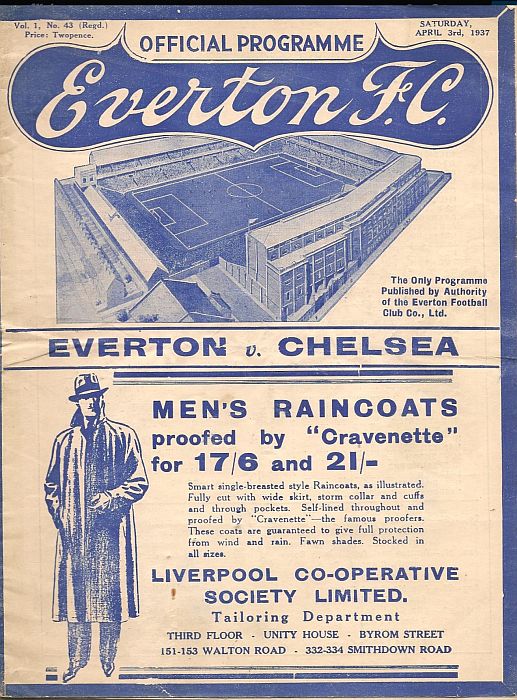 Vol. 1, No. 43 (Regd.)
Price: Twopence.
SATURDAY,
APRIL 3rd, 1937
OFFICIAL PROGRAMME
Everton F.C.
The Only Programme
Published by Authority
of the Everton Football
Club Co., Ltd.
EVERTON v. CHELSEA
MEN'S RAINCOATS
proofed by "Cravenette"
for 17/6 and 21/-
Smart single-breasted style Raincoats, as illustrated.
Fully cut with wide skirt, storm collar and cuffs
and through pockets. Self-lined throughout and
proofed by "Cravenette"—the famous proofers.
These coats are guaranteed to give full protection
from wind and rain. Fawn shades. Stocked in
all sizes.
LIVERPOOL CO-OPERATIVE
SOCIETY LIMITED.
Tailoring Department
THIRD FLOOR - UNITY HOUSE - BYROM STREET
151-153 WALTON ROAD - 332-334 SMITHDOWN ROAD